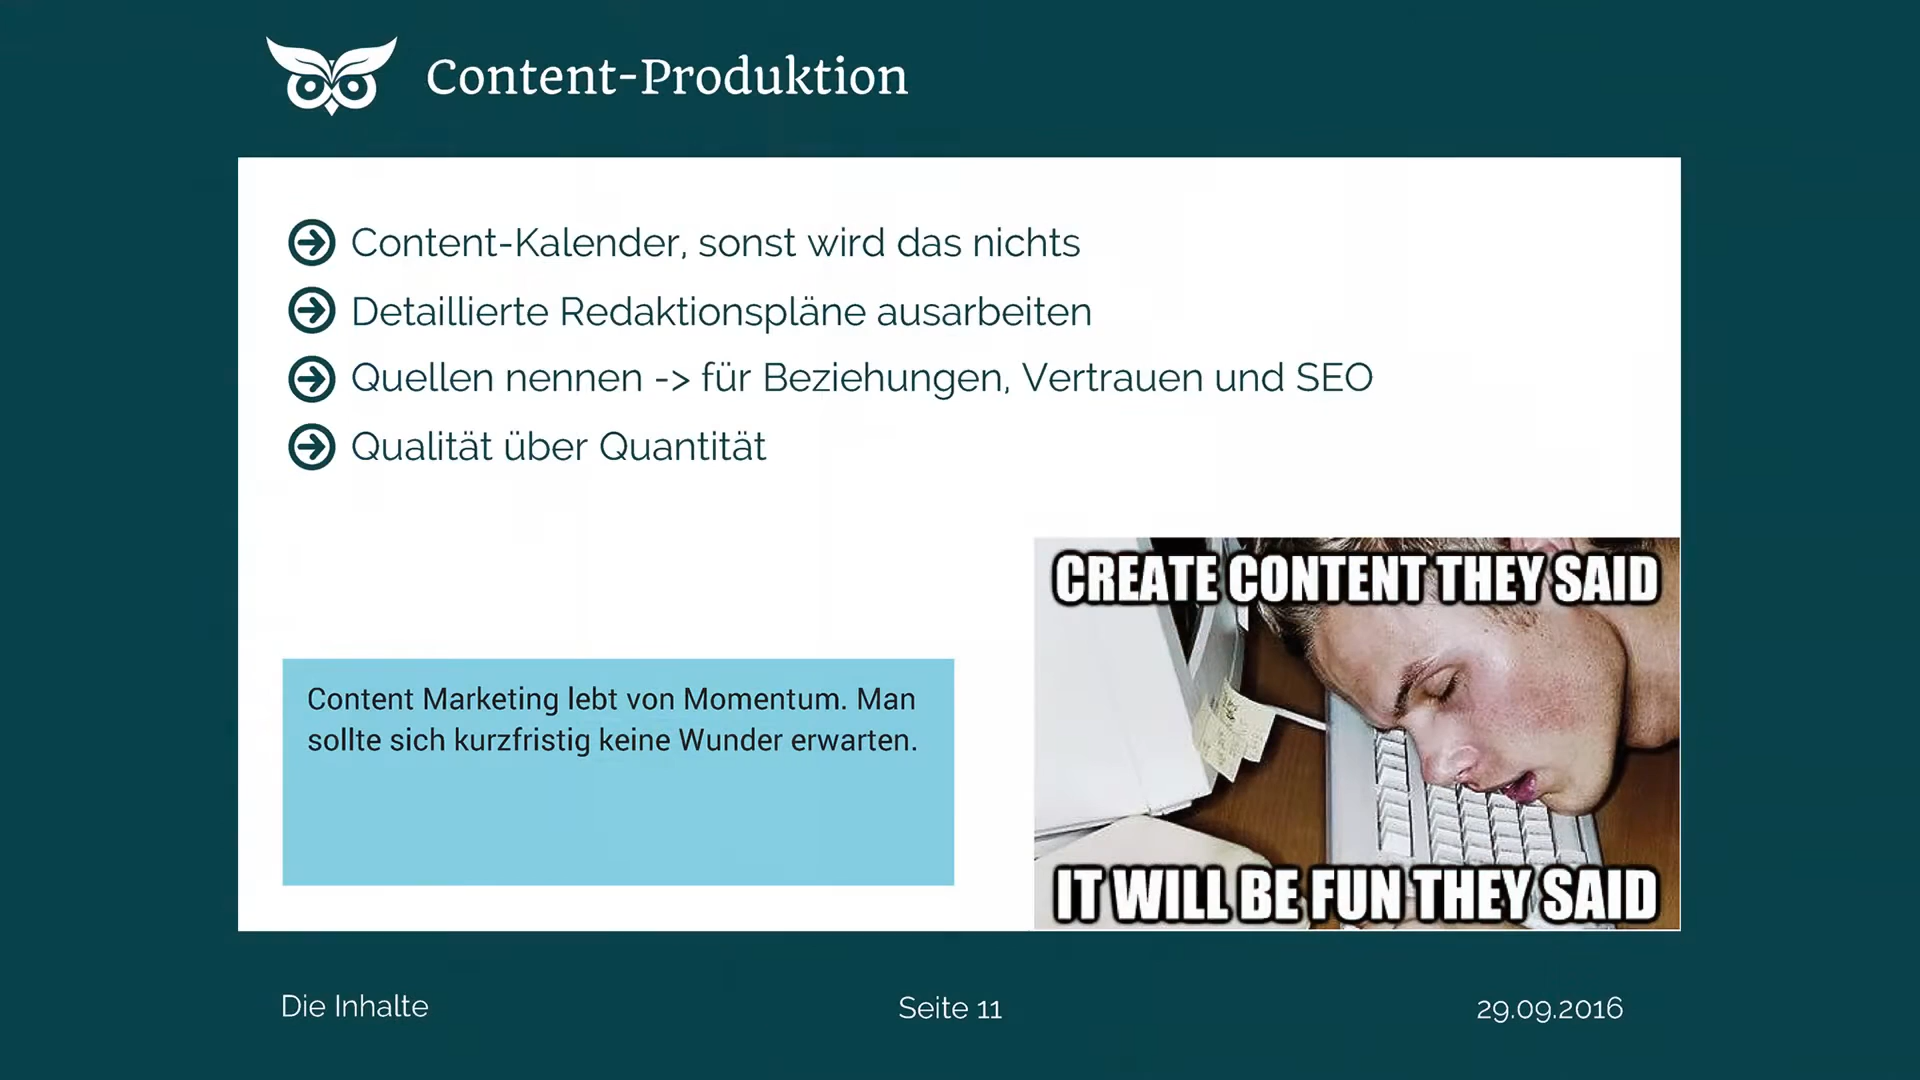 Content-Produktion
Content-Kalender, sonst wird das nichts
Detaillierte Redaktionspläne ausarbeiten
Quellen nennen -> für Beziehungen, Vertrauen und SEO
Qualität über Quantität
Content Marketing lebt von Momentum. Man
sollte sich kurzfristig keine Wunder erwarten.
CREATE CONTENT THEY SAID
IT WILL BE FUN THEY SAID
Die Inhalte
Seite 11
29.09.2016